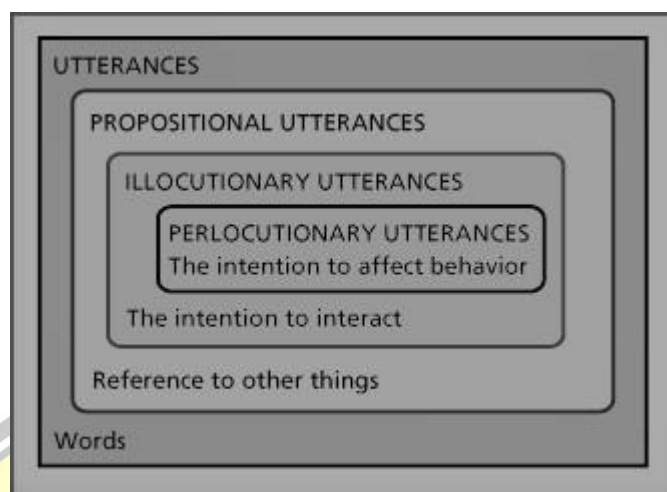 UTTERANCES
PROPOSITIONAL UTTERANCES
ILLOCUTIONARY UTTERANCES
PERLOCUTIONARY UTTERANCES
The intention to affect behavior
The intention to interact
Reference to other things
Words